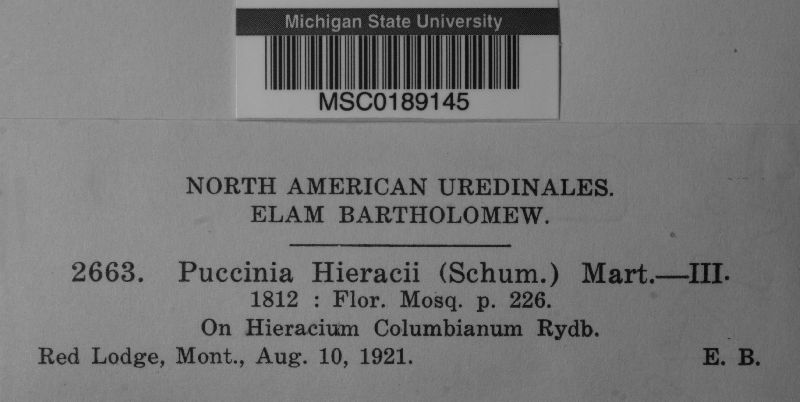 Michigan State University
MSC0189145
NORTH AMERICAN UREDINALES.
ELAM BARTHOLOMEW.
2663. Puccinia Hieracii (Schum.) Mart.—III.
1812 : Flor. Mosq. p. 226.
On Hieracium Columbianum Rydb.
Red Lodge, Mont., Aug. 10, 1921. E. B.